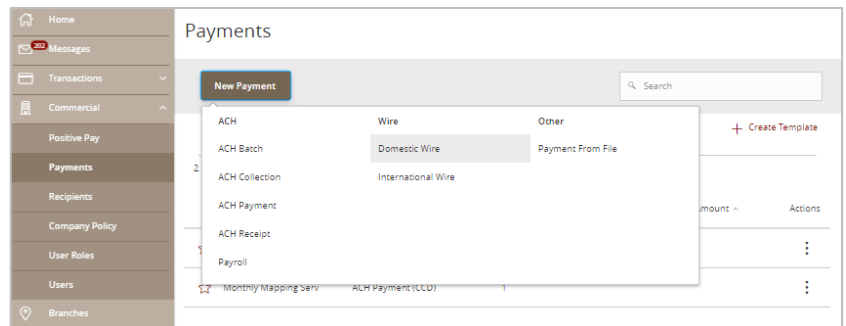 Home
202
Messages
Transactions
Commercial
Positive Pay
Payments
Recipients
Company Policy
User Roles
Users
Branches
Payments
New Payment
Search
Create Template
ACH
ACH Batch
ACH Collection
ACH Payment
ACH Receipt
Payroll
Wire
Domestic Wire
International Wire
Other
Payment From File
2
Actions
Monthly Mapping Serv ACH Payment (CCD) 1